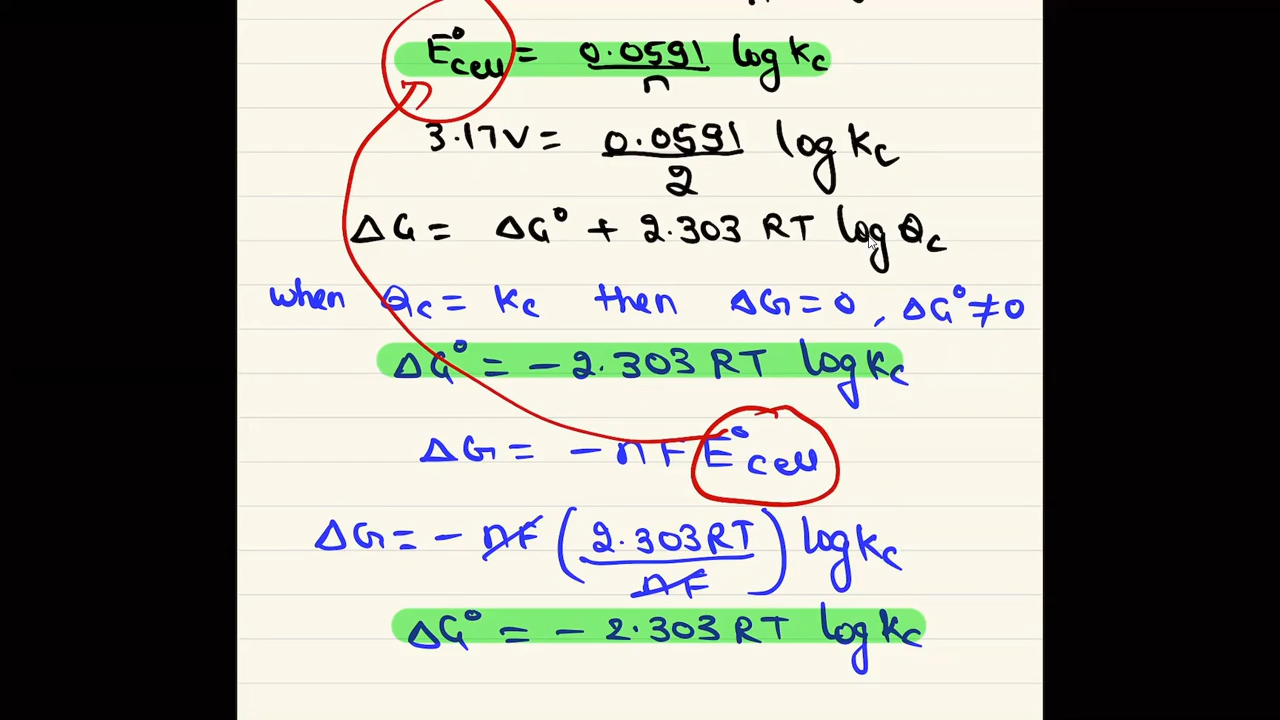 E°cell = 0.0591/n log Kc
3.17V = 0.0591/2 log Kc
ΔG = ΔG° + 2.303 RT log Qc
when Qc = Kc then ΔG = 0, ΔG° ≠ 0
ΔG° = - 2.303 RT log Kc
ΔG = - nF E°cell
ΔG = - nF (2.303 RT/nF) log Kc
ΔG° = - 2.303 RT log Kc